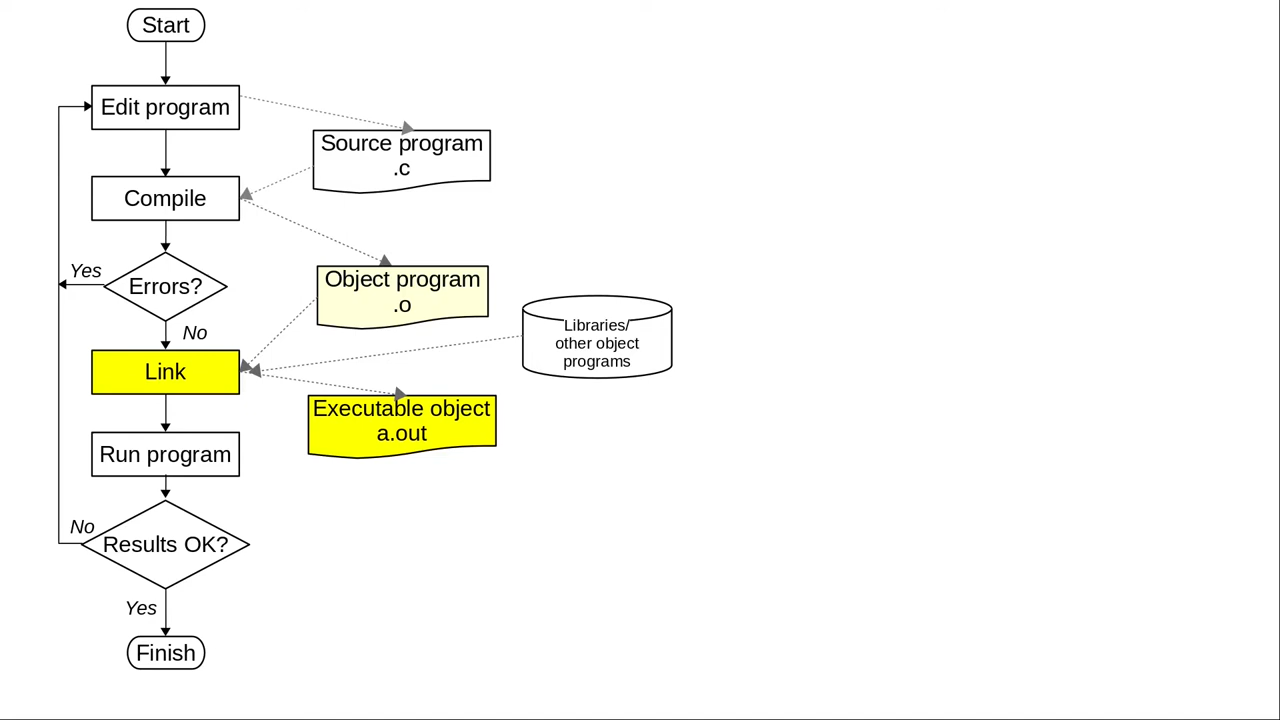 Start
Edit program
Source program
.c
Compile
Yes
Errors?
Object program
.o
No
Libraries/
other object
programs
Link
Executable object
a.out
Run program
No
Results OK?
Yes
Finish